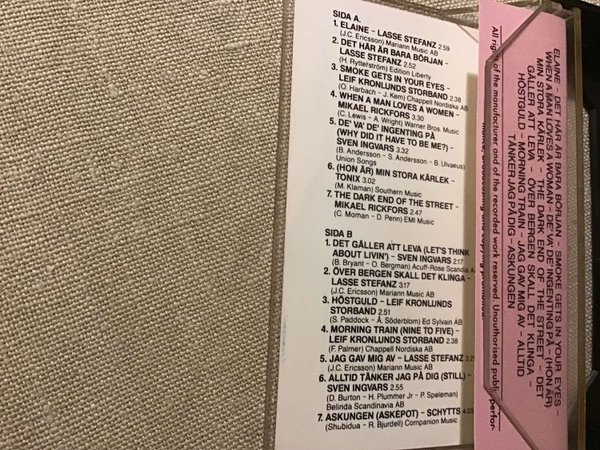 SIDA A.
1. ELAINE – LASSE STEFANZ 2:59
(J.C. Ericsson) Mariann Music AB
2. DET HÄR ÄR BARA BÖRJAN –
LASSE STEFANZ 2.52
(H. Rytterström) Edition Liberty
3. SMOKE GETS IN YOUR EYES –
LEIF KRONLUNDS STORBAND 2.38
(O. Harbach – J. Kern) Chappell Nordiska AB
4. WHEN A MAN LOVES A WOMEN –
MIKAEL RICKFORS 3.30
(C. Lewis – A. Wright) Warner Bros. Music
5. DE' VA' DE' INGENTING PÅ
(WHY DID IT HAVE TO BE ME?) –
SVEN INGVARS 3.32
(B. Andersson – S. Andersson – B. Ulvaeus)
Union Songs
6. (HON ÄR) MIN STORA KÄRLEK –
TONIX 3.02
(M. Klaman) Southern Music
7. THE DARK END OF THE STREET –
MIKAEL RICKFORS 2.47
(C. Moman – D. Penn) EMI Music
SIDA B
1. DET GÄLLER ATT LEVA (LET'S THINK
ABOUT LIVIN') – SVEN INGVARS 2:17
(B. Bryant – O. Bergman) Acuff-Rose Scandia
2. ÖVER BERGEN SKALL DET KLINGA –
LASSE STEFANZ 3.17
(J.C. Ericsson) Mariann Music AB
3. HÖSTGULD – LEIF KRONLUNDS
STORBAND 2.51
(S. Paddock – Å. Söderblom) Ed Sylvain AB
4. MORNING TRAIN (NINE TO FIVE) –
LEIF KRONLUNDS STORBAND 2.38
(F. Palmer) Chappell Nordiska AB
5. JAG GAV MIG AV – LASSE STEFANZ
(J.C. Ericsson) Mariann Music AB
6. ALLTID TÄNKER JAG PÅ DIG (STILL) –
SVEN INGVARS 2.55
(D. Burton – H. Plummer Jr – P. Speleman)
Belinda Scandinavia AB
7. ASKUNGEN (ASKEPOT) – SCHYTTS
(Shubidua – R. Bjurdell) Companion Music
ELAINE – DET HÄR ÄR BARA BÖRJAN – SMOKE GETS IN YOUR EYES –
WHEN A MAN LOVES A WOMAN – DE' VA' DE' INGENTING PÅ – (HON ÄR)
MIN STORA KÄRLEK – THE DARK END OF THE STREET – DET
GÄLLER ATT LEVA – ÖVER BERGEN SKALL DET KLINGA –
HÖSTGULD – MORNING TRAIN – JAG GAV MIG AV – ALLTID
TÄNKER JAG PÅ DIG – ASKUNGEN
All rights of the manufacturer and of the recorded work reserved. Unauthorised public perfor-